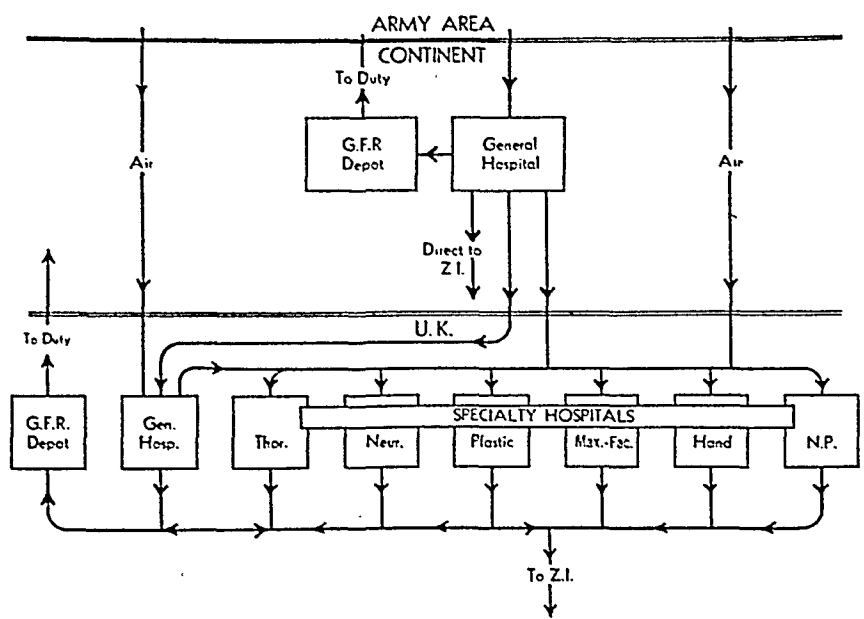 ARMY AREA
CONTINENT
To Duty
G.F.R
Depot
General
Hospital
Air
Air
Direct to
Z.I.
U.K.
To Duty
G.F.R.
Depot
Gen.
Hosp.
SPECIALTY HOSPITALS
Thor.
Neur.
Plastic
Max.-Fac.
Hand
N.P.
To Z.I.